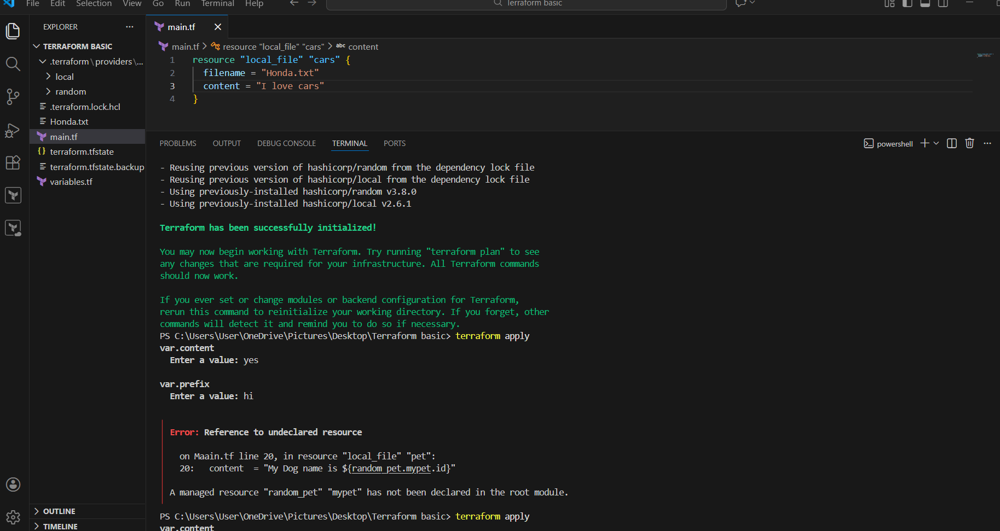 File Edit Selection View Go Run Terminal Help
Terraform basic
EXPLORER
TERRAFORM BASIC
.terraform\providers\...
local
random
.terraform.lock.hcl
Honda.txt
main.tf
terraform.tfstate
terraform.tfstate.backup
variables.tf
OUTLINE
TIMELINE
main.tf
main.tf > resource "local_file" "cars" > abc content
1 resource "local_file" "cars" {
2 filename = "Honda.txt"
3 content = "I love cars"
4 }
PROBLEMS OUTPUT DEBUG CONSOLE TERMINAL PORTS
powershell
- Reusing previous version of hashicorp/random from the dependency lock file
- Reusing previous version of hashicorp/local from the dependency lock file
- Using previously-installed hashicorp/random v3.8.0
- Using previously-installed hashicorp/local v2.6.1
Terraform has been successfully initialized!
You may now begin working with Terraform. Try running "terraform plan" to see
any changes that are required for your infrastructure. All Terraform commands
should now work.
If you ever set or change modules or backend configuration for Terraform,
rerun this command to reinitialize your working directory. If you forget, other
commands will detect it and remind you to do so if necessary.
PS C:\Users\User\OneDrive\Pictures\Desktop\Terraform basic> terraform apply
var.content
Enter a value: yes
var.prefix
Enter a value: hi
Error: Reference to undeclared resource
on Maain.tf line 20, in resource "local_file" "pet":
20: content = "My Dog name is ${random_pet.mypet.id}"
A managed resource "random_pet" "mypet" has not been declared in the root module.
PS C:\Users\User\OneDrive\Pictures\Desktop\Terraform basic> terraform apply
var.content